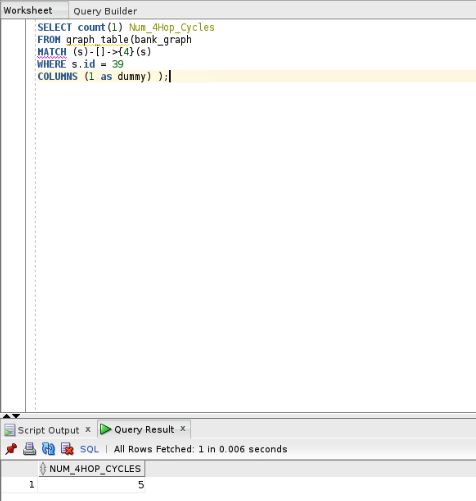 Worksheet Query Builder
SELECT count(1) Num_4Hop_Cycles
FROM graph_table(bank_graph
MATCH (s)-[]->{4}(s)
WHERE s.id = 39
COLUMNS (1 as dummy) );
Script Output x Query Result x
SQL | All Rows Fetched: 1 in 0.006 seconds
NUM_4HOP_CYCLES
1 5